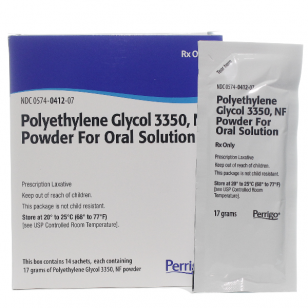 Rx Only
NDC 0574-0412-07
Polyethylene Glycol 3350, N
Powder For Oral Solution
Prescription Laxative
Keep out of reach of children.
This package is not child resistant.
Store at 20° to 25°C (68° to 77°F)
[see USP Controlled Room
Temperature].
This box contains 14 sachets, each containing
17 grams of Polyethylene Glycol 3350, NF powder
Perrigo
Tear Here
NDC 0574-0412-07
Polyethylene Glycol 3350, NF
Powder For
Oral Solution
Rx Only
Keep out of reach of children.
This package is not child resistant.
Store at 20° to 25°C (68° to 77°F)
[see USP Controlled Room Temperature].
17 grams
Perrigo